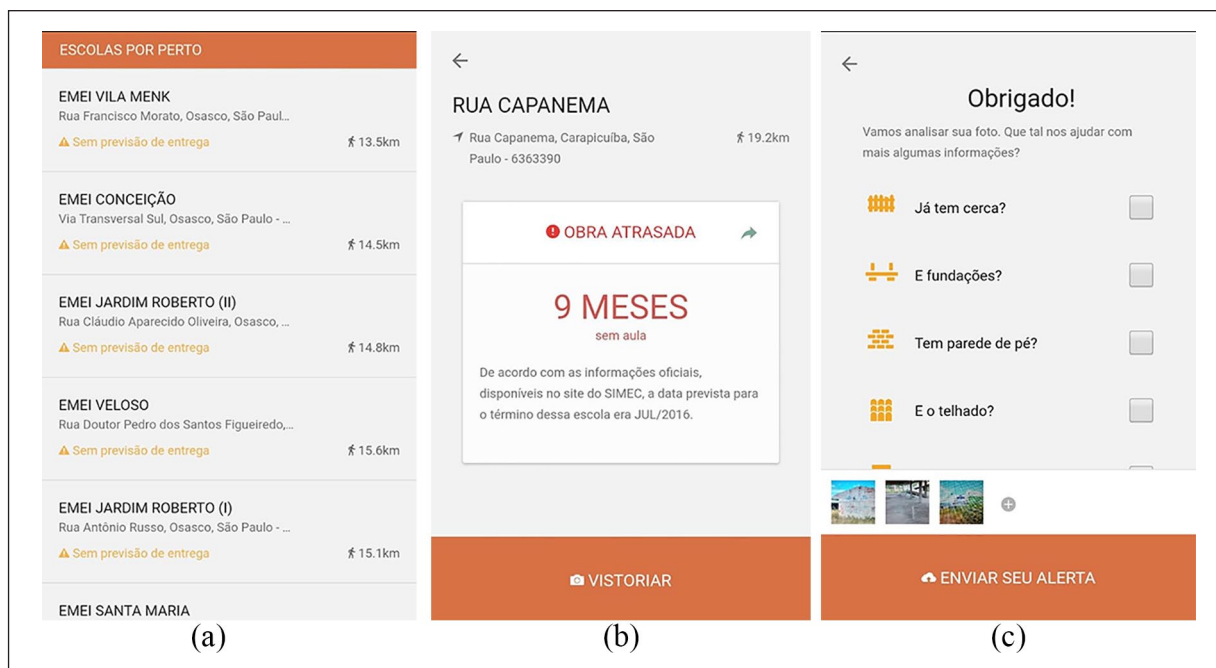 ESCOLAS POR PERTO
EMEI VILA MENK
Rua Francisco Morato, Osasco, São Paul...
Sem previsão de entrega
13.5km
EMEI CONCEIÇÃO
Via Transversal Sul, Osasco, São Paulo - ...
Sem previsão de entrega
14.5km
EMEI JARDIM ROBERTO (II)
Rua Cláudio Aparecido Oliveira, Osasco, ...
Sem previsão de entrega
14.8km
EMEI VELOSO
Rua Doutor Pedro dos Santos Figueiredo,...
Sem previsão de entrega
15.6km
EMEI JARDIM ROBERTO (I)
Rua Antônio Russo, Osasco, São Paulo - ...
Sem previsão de entrega
15.1km
EMEI SANTA MARIA
(a)
RUA CAPANEMA
Rua Capanema, Carapicuíba, São
Paulo - 6363390
19.2km
OBRA ATRASADA
9 MESES
sem aula
De acordo com as informações oficiais,
disponíveis no site do SIMEC, a data prevista para
o término dessa escola era JUL/2016.
VISTORIAR
(b)
Obrigado!
Vamos analisar sua foto. Que tal nos ajudar com
mais algumas informações?
Já tem cerca?
E fundações?
Tem parede de pé?
E o telhado?
ENVIAR SEU ALERTA
(c)